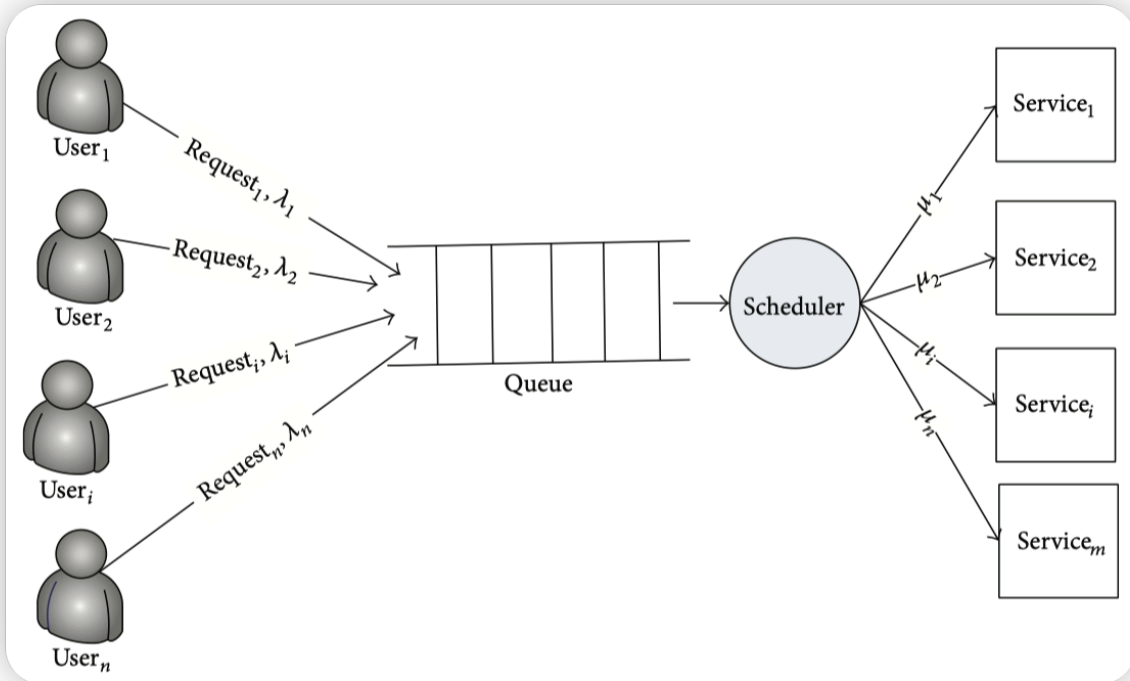 User₁
User₂
Userᵢ
Userₙ
Request₁, λ₁
Request₂, λ₂
Requestᵢ, λᵢ
Requestₙ, λₙ
Queue
Scheduler
μ₁
μ₂
μᵢ
μₙ
Service₁
Service₂
Serviceᵢ
Serviceₘ